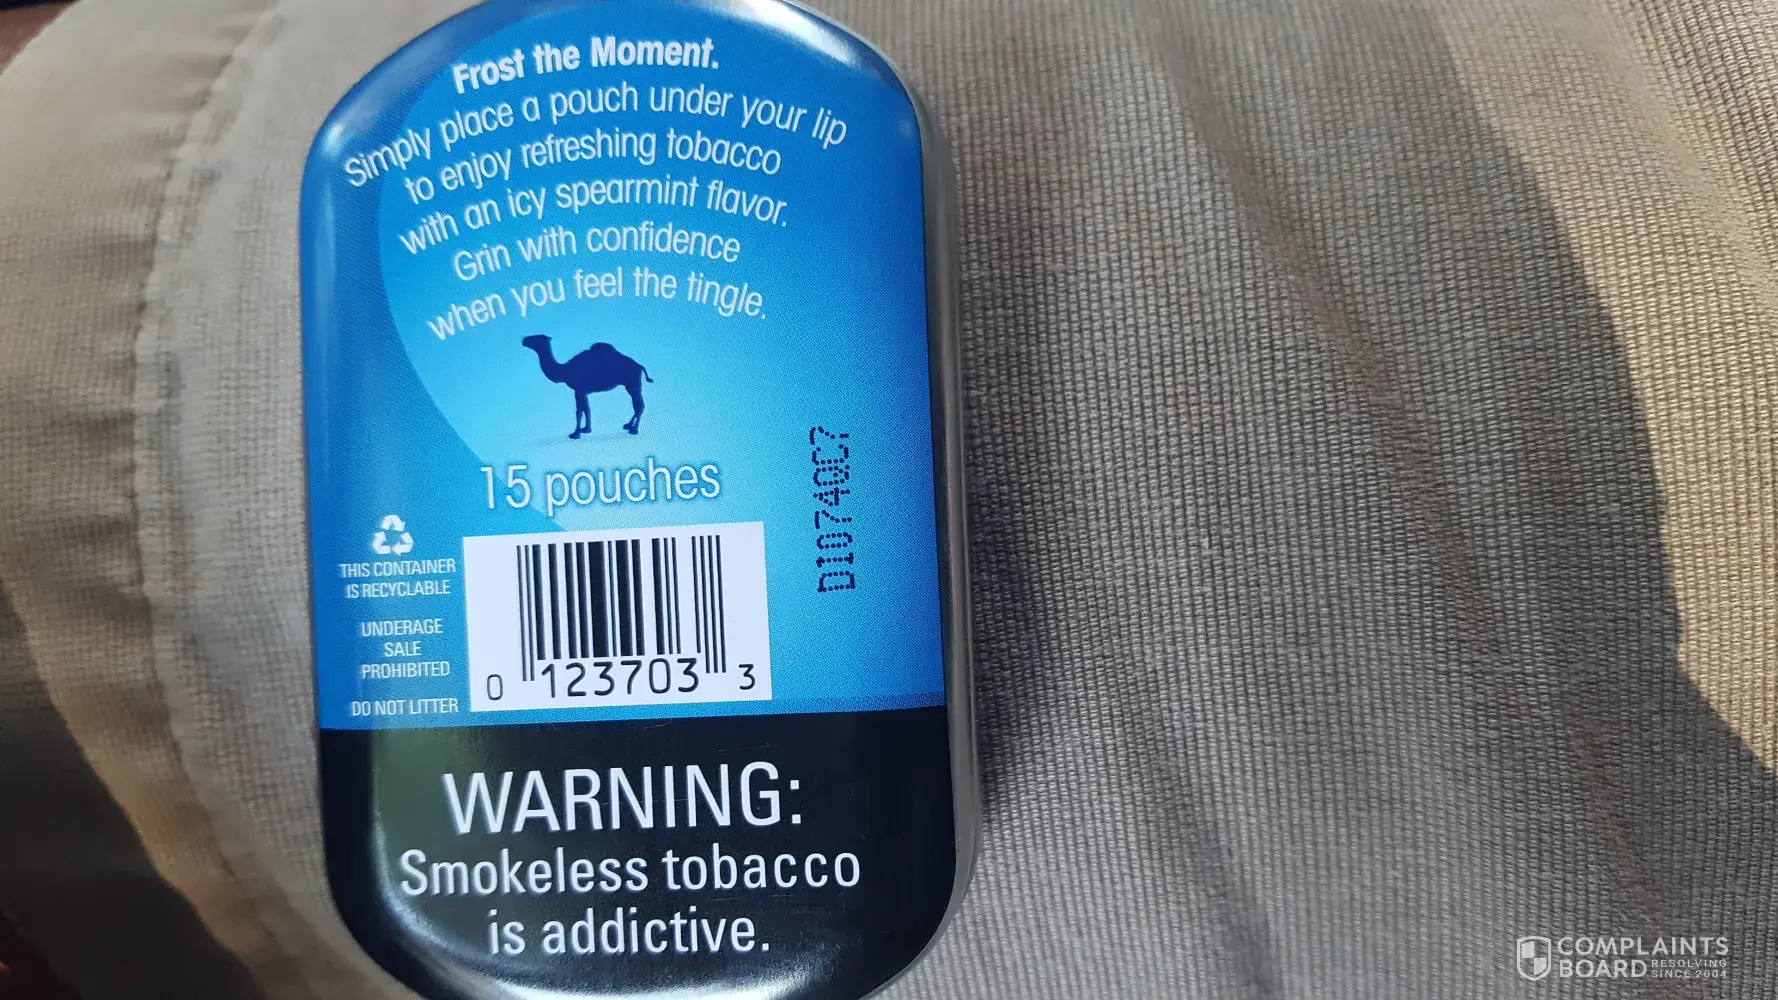 Frost the Moment.
Simply place a pouch under your lip
to enjoy refreshing tobacco
with an icy spearmint flavor.
Grin with confidence
when you feel the tingle.
15 pouches
D1074QC7
THIS CONTAINER
IS RECYCLABLE
UNDERAGE
SALE
PROHIBITED
DO NOT LITTER
0 123703 3
WARNING:
Smokeless tobacco
is addictive.
COMPLAINTS
BOARD RESOLVING
SINCE 2004